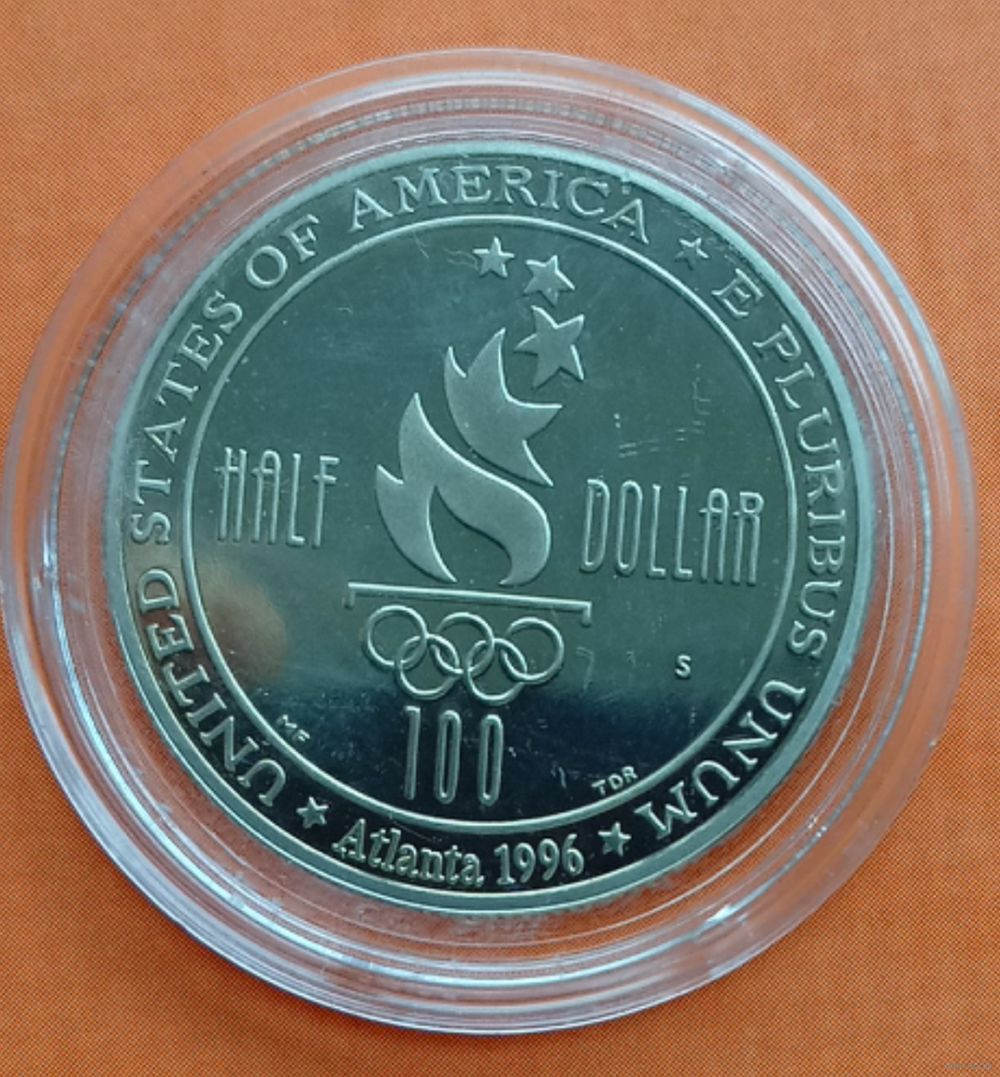 UNITED STATES OF AMERICA ★ E PLURIBUS UNUM ★
HALF DOLLAR
S
100
MF
TDR
Atlanta 1996 ★